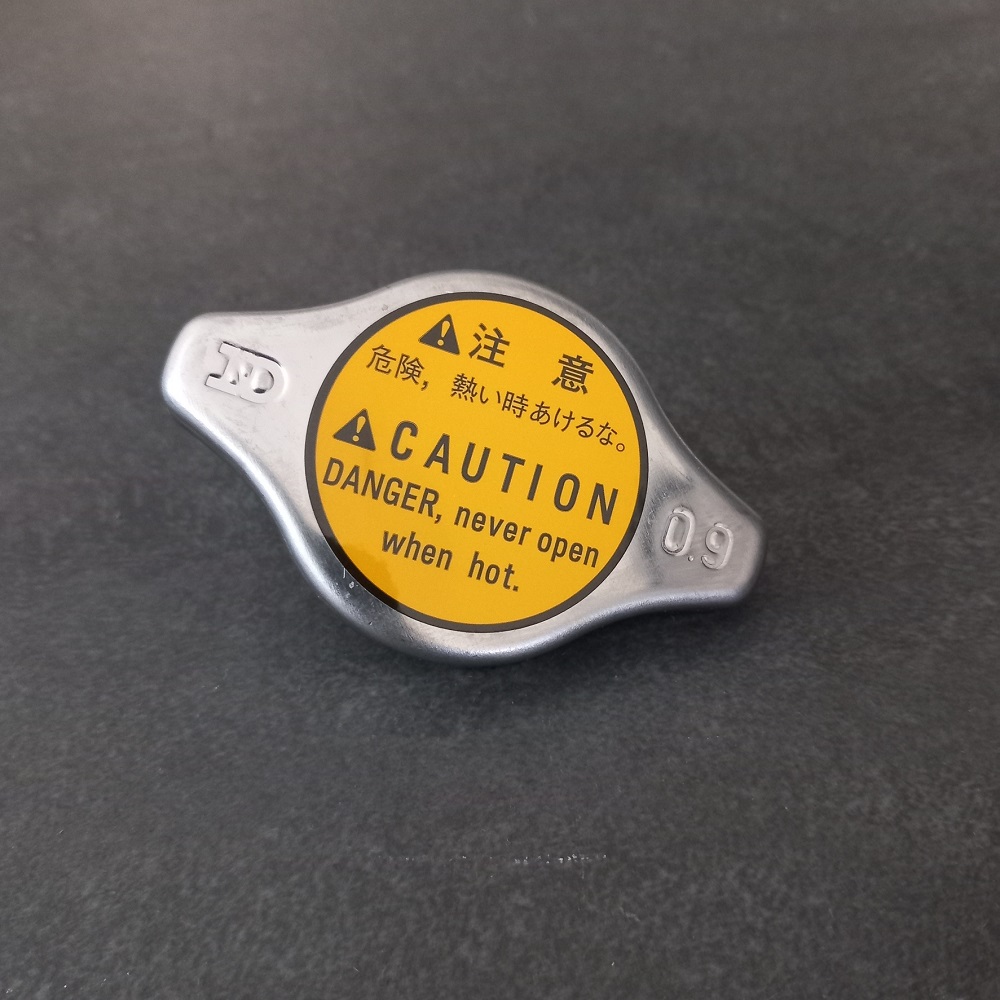 注 意
危険，熱い時あけるな。
CAUTION
DANGER, never open
when hot.
ND
0.9